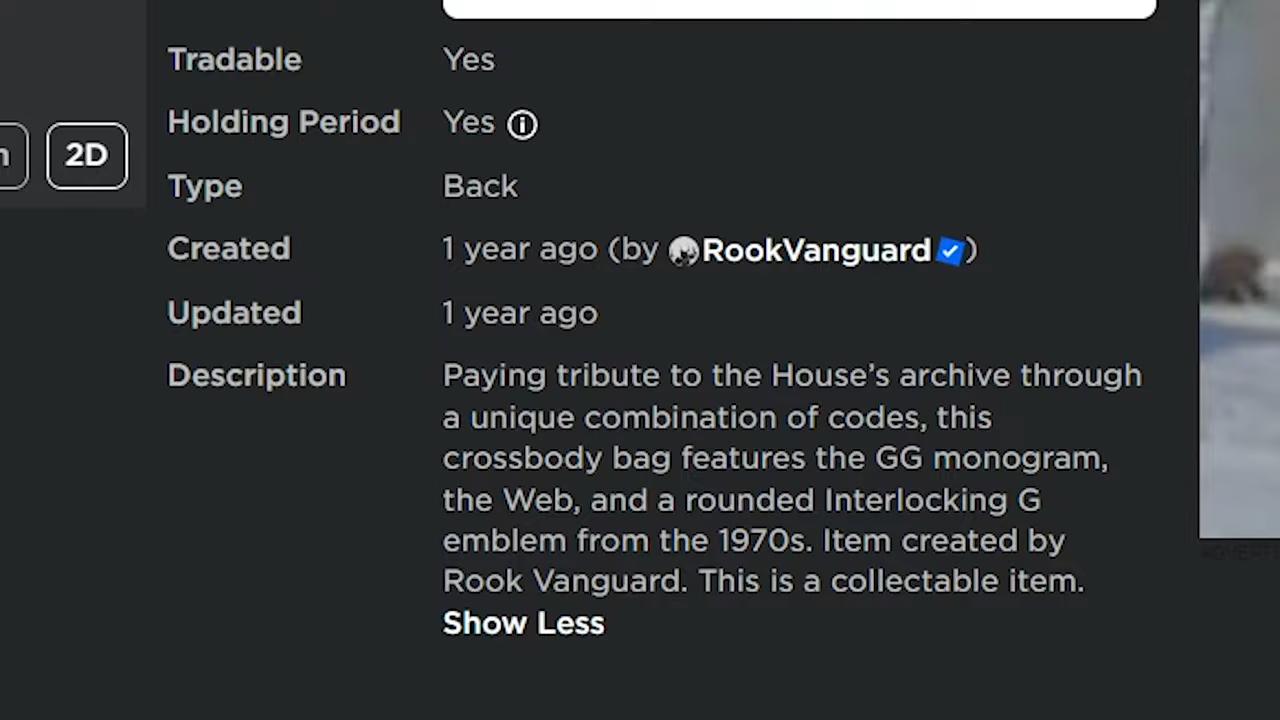 Tradable Yes
Holding Period Yes
2D
Type Back
Created 1 year ago (by RookVanguard)
Updated 1 year ago
Description Paying tribute to the House’s archive through
a unique combination of codes, this
crossbody bag features the GG monogram,
the Web, and a rounded Interlocking G
emblem from the 1970s. Item created by
Rook Vanguard. This is a collectable item.
Show Less